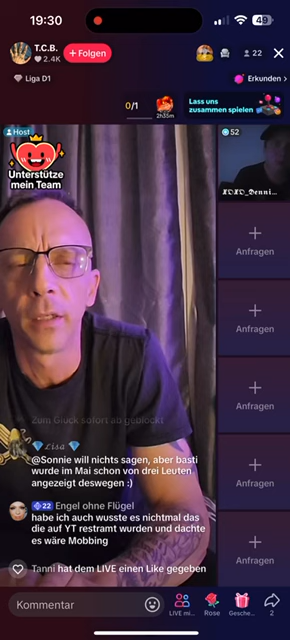 19:30
49
T.C.B.
2.4K
+ Folgen
22
Liga D1
Erkunden >
0/1
2h35m
Lass uns
zusammen spielen
Host
52
Unterstütze
mein Team
𝖃𝕺𝖃𝕺_𝕯𝖊𝖓𝖓𝖎...
Anfragen
Anfragen
Anfragen
Anfragen
Anfragen
Zum Glück sofort ab geblockt
💎 𝓛𝓲𝓼𝓪 💎
@Sonnie will nichts sagen, aber basti
wurde im Mai schon von drei Leuten
angezeigt deswegen :)
22 Engel ohne Flügel
habe ich auch wusste es nichtmal das
die auf YT restramt wurden und dachte
es wäre Mobbing
Tanni hat dem LIVE einen Like gegeben
Kommentar
LIVE mi...
Rose
Gesche...
2